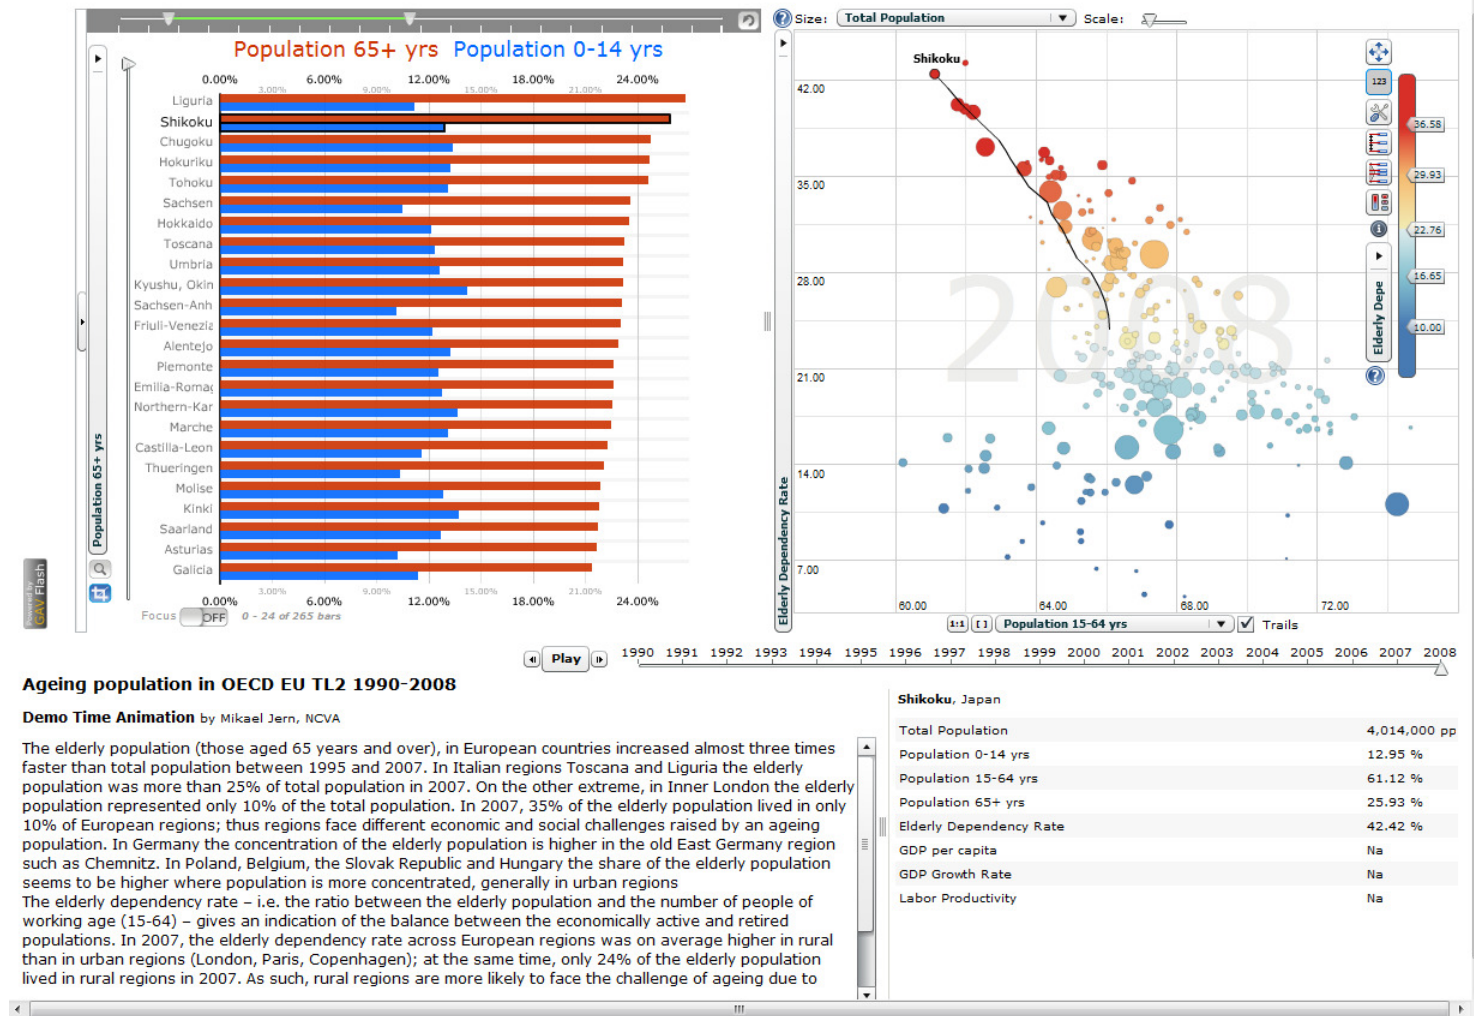 Size: Total Population Scale:
Population 65+ yrs Population 0-14 yrs
0.00% 6.00% 12.00% 18.00% 24.00%
3.00% 9.00% 15.00% 21.00%
Liguria
Shikoku
Chugoku
Hokuriku
Tohoku
Sachsen
Hokkaido
Toscana
Umbria
Kyushu, Okin
Sachsen-Anh
Friuli-Venezia
Alentejo
Piemonte
Emilia-Romag
Northern-Kar
Marche
Castilla-Leon
Thueringen
Molise
Kinki
Saarland
Asturias
Galicia
3.00% 9.00% 15.00% 21.00%
0.00% 6.00% 12.00% 18.00% 24.00%
Population 65+ yrs
Powered by
GAV Flash
Focus OFF 0 - 24 of 265 bars
Shikoku
2008
42.00
35.00
28.00
21.00
14.00
7.00
Elderly Dependency Rate
60.00 64.00 68.00 72.00
123
36.58
29.93
22.76
16.65
10.00
Elderly Depe
1:1 [ ] Population 15-64 yrs Trails
Play 1990 1991 1992 1993 1994 1995 1996 1997 1998 1999 2000 2001 2002 2003 2004 2005 2006 2007 2008
Ageing population in OECD EU TL2 1990-2008
Demo Time Animation by Mikael Jern, NCVA
The elderly population (those aged 65 years and over), in European countries increased almost three times
faster than total population between 1995 and 2007. In Italian regions Toscana and Liguria the elderly
population was more than 25% of total population in 2007. On the other extreme, in Inner London the elderly
population represented only 10% of the total population. In 2007, 35% of the elderly population lived in only
10% of European regions; thus regions face different economic and social challenges raised by an ageing
population. In Germany the concentration of the elderly population is higher in the old East Germany region
such as Chemnitz. In Poland, Belgium, the Slovak Republic and Hungary the share of the elderly population
seems to be higher where population is more concentrated, generally in urban regions
The elderly dependency rate – i.e. the ratio between the elderly population and the number of people of
working age (15-64) – gives an indication of the balance between the economically active and retired
populations. In 2007, the elderly dependency rate across European regions was on average higher in rural
than in urban regions (London, Paris, Copenhagen); at the same time, only 24% of the elderly population
lived in rural regions in 2007. As such, rural regions are more likely to face the challenge of ageing due to
Shikoku, Japan
Total Population 4,014,000 pp
Population 0-14 yrs 12.95 %
Population 15-64 yrs 61.12 %
Population 65+ yrs 25.93 %
Elderly Dependency Rate 42.42 %
GDP per capita Na
GDP Growth Rate Na
Labor Productivity Na